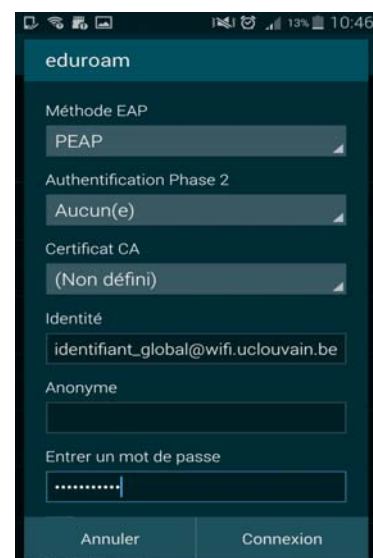 13% 10:46
eduroam
Méthode EAP
PEAP
Authentification Phase 2
Aucun(e)
Certificat CA
(Non défini)
Identité
identifiant_global@wifi.uclouvain.be
Anonyme
Entrer un mot de passe
•••••••••••
Annuler Connexion